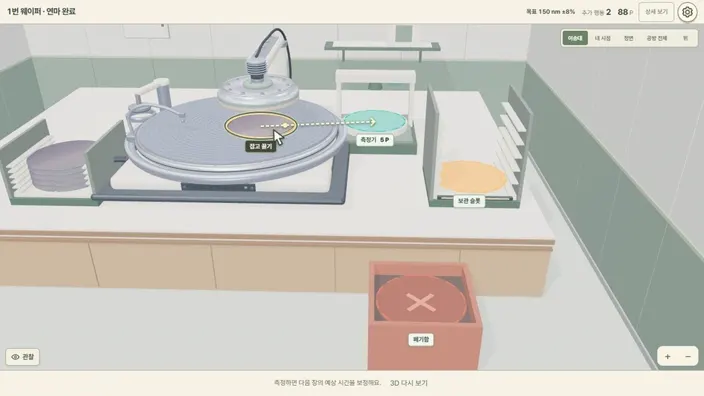 1번 웨이퍼 · 연마 완료
목표 150 nm ±8% 추가 행동 2 88 P 상세 보기
이송대 내 시점 정면 공방 전체 위
잡고 끌기
측정기 5 P
보관 슬롯
폐기함
관찰
+ −
측정하면 다음 장의 예상 시간을 보정해요. 3D 다시 보기